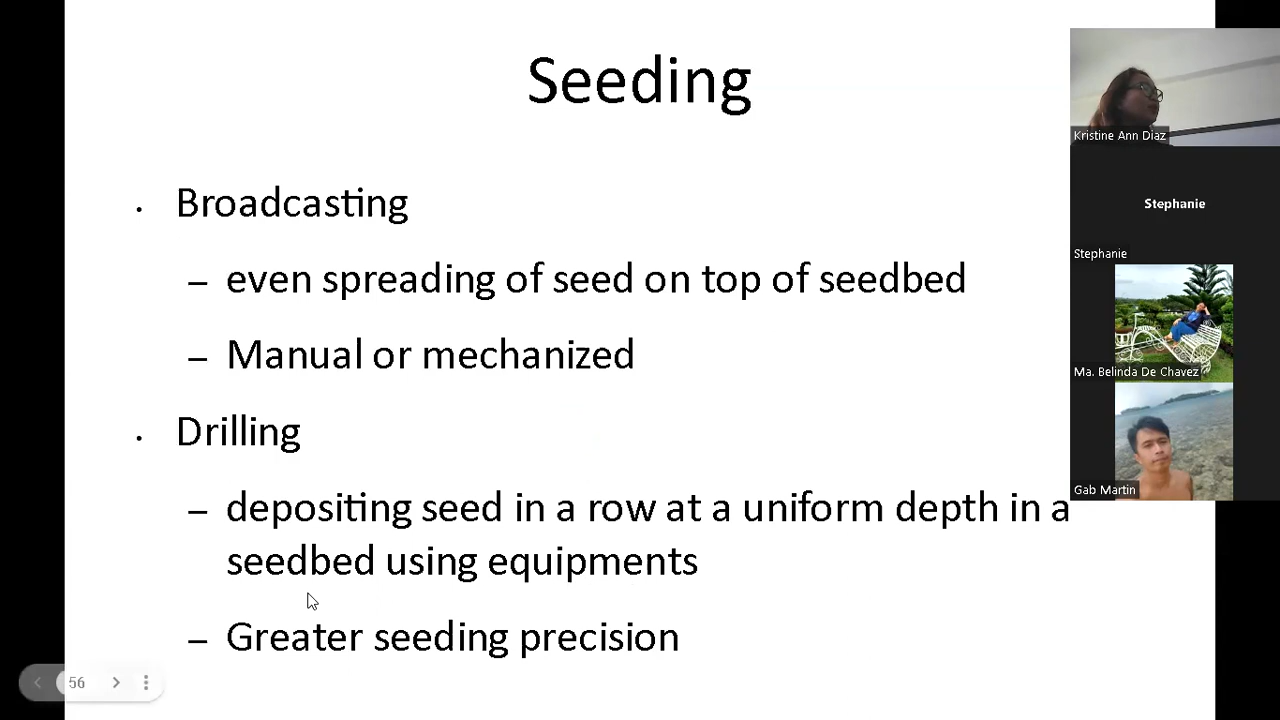 Seeding
• Broadcasting
– even spreading of seed on top of seedbed
– Manual or mechanized
• Drilling
– depositing seed in a row at a uniform depth in a
seedbed using equipments
– Greater seeding precision
56
Kristine Ann Diaz
Stephanie
Stephanie
Ma. Belinda De Chavez
Gab Martin